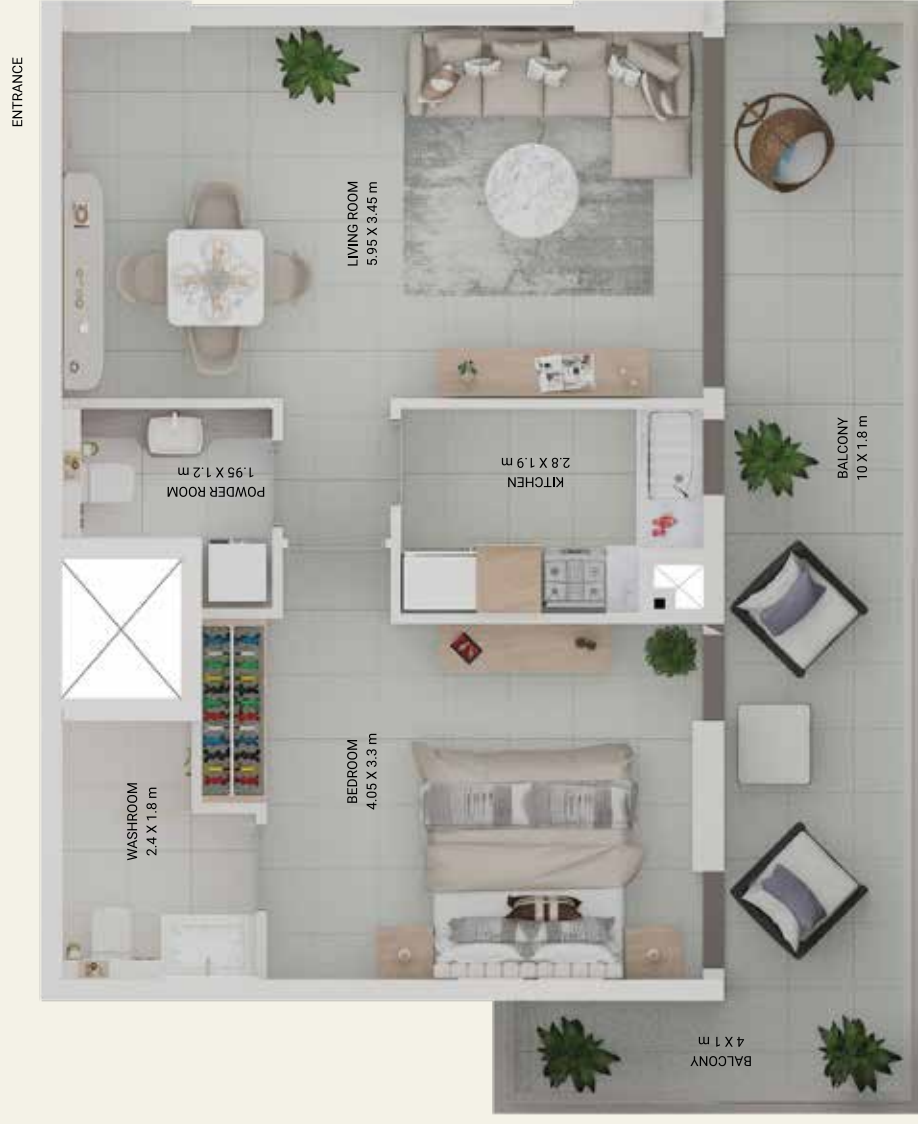 ENTRANCE
LIVING ROOM
5.95 X 3.45 m
POWDER ROOM
1.95 X 1.2 m
KITCHEN
2.8 X 1.9 m
BALCONY
10 X 1.8 m
WASHROOM
2.4 X 1.8 m
BEDROOM
4.05 X 3.3 m
BALCONY
4 X 1 m